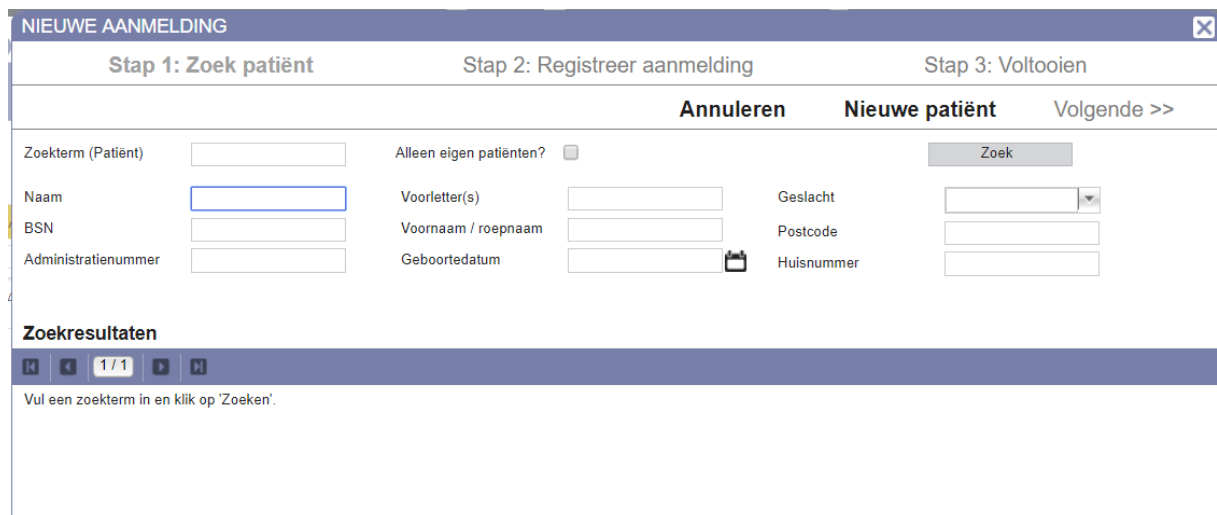 NIEUWE AANMELDING
Stap 1: Zoek patiënt Stap 2: Registreer aanmelding Stap 3: Voltooien
Annuleren Nieuwe patiënt Volgende >>
Zoekterm (Patiënt) Alleen eigen patiënten? Zoek
Naam Voorletter(s) Geslacht
BSN Voornaam / roepnaam Postcode
Administratienummer Geboortedatum Huisnummer
Zoekresultaten
1 / 1
Vul een zoekterm in en klik op 'Zoeken'.